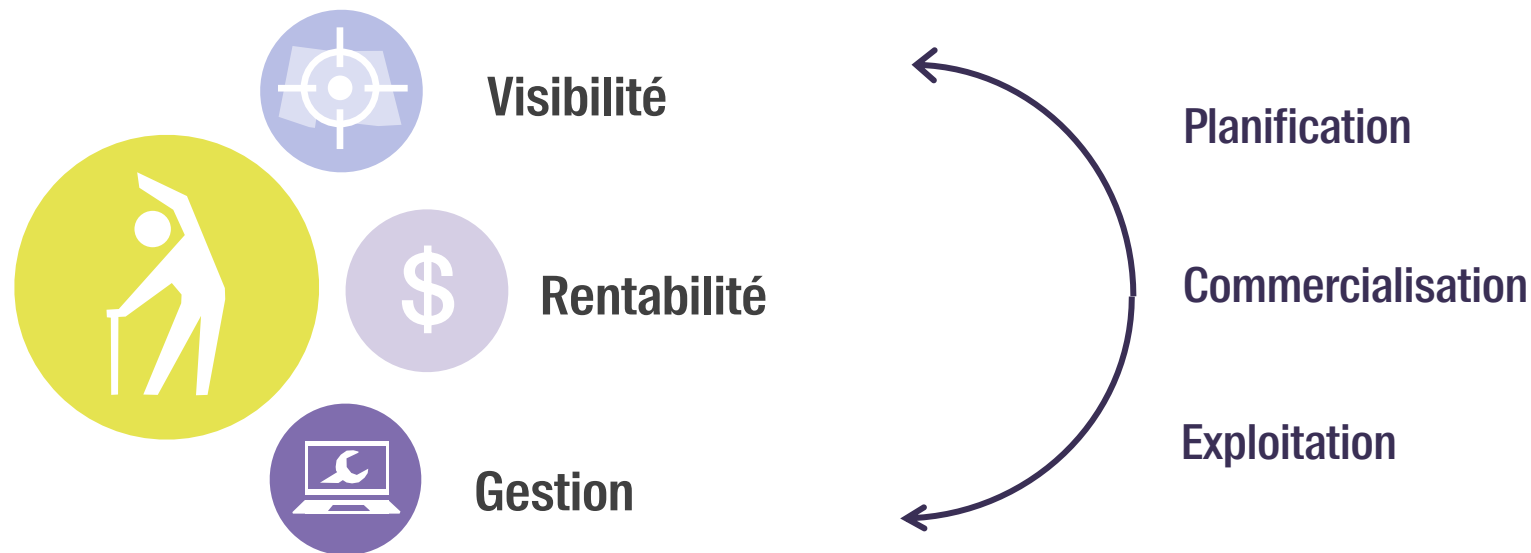 Visibilité
Rentabilité
$
Gestion
Planification
Commercialisation
Exploitation